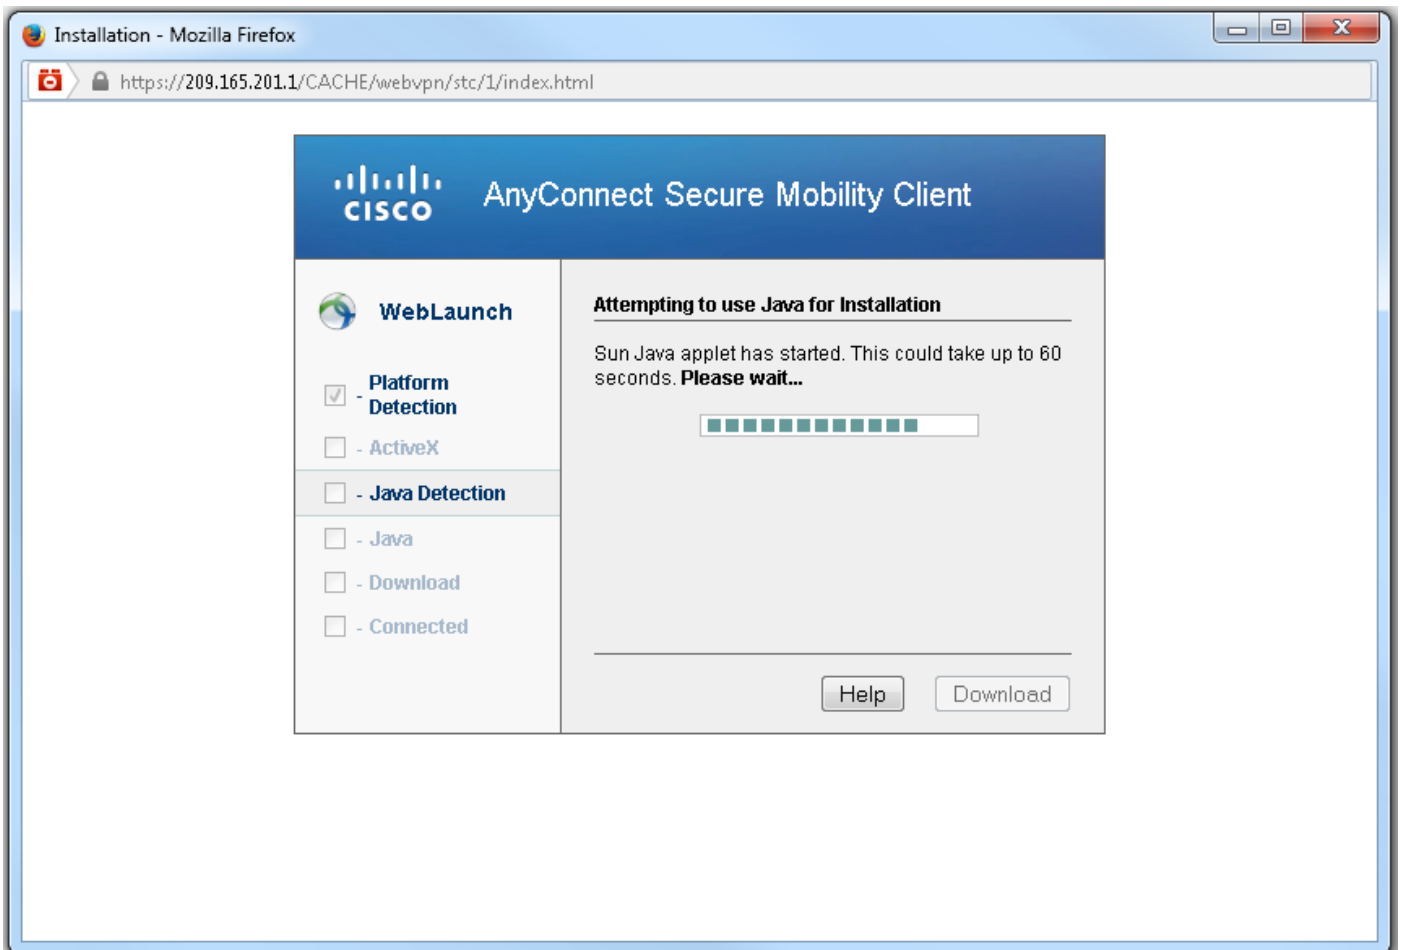 Installation - Mozilla Firefox
https://209.165.201.1/CACHE/webvpn/stc/1/index.html
CISCO
AnyConnect Secure Mobility Client
WebLaunch
- Platform
Detection
- ActiveX
- Java Detection
- Java
- Download
- Connected
Attempting to use Java for Installation
Sun Java applet has started. This could take up to 60
seconds. Please wait...
Help
Download